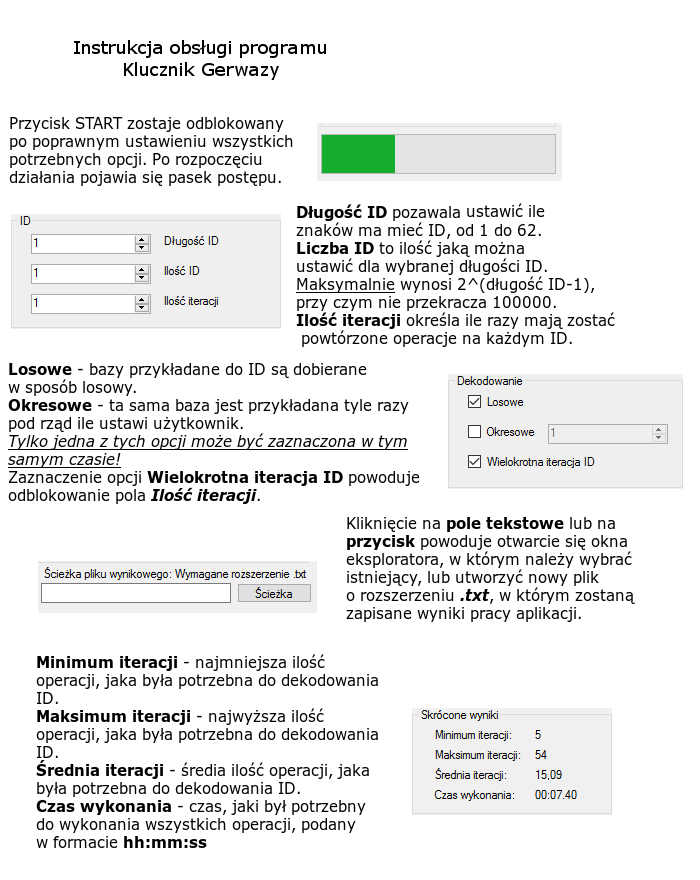 Instrukcja obsługi programu
Klucznik Gerwazy
Przycisk START zostaje odblokowany
po poprawnym ustawieniu wszystkich
potrzebnych opcji. Po rozpoczęciu
działania pojawia się pasek postępu.
ID
1 Długość ID
1 Ilość ID
1 Ilość iteracji
Długość ID pozawala ustawić ile
znaków ma mieć ID, od 1 do 62.
Liczba ID to ilość jaką można
ustawić dla wybranej długości ID.
Maksymalnie wynosi 2^(długość ID-1),
przy czym nie przekracza 100000.
Ilość iteracji określa ile razy mają zostać
powtórzone operacje na każdym ID.
Losowe - bazy przykładane do ID są dobierane
w sposób losowy.
Okresowe - ta sama baza jest przykładana tyle razy
pod rząd ile ustawi użytkownik.
Tylko jedna z tych opcji może być zaznaczona w tym
samym czasie!
Zaznaczenie opcji Wielokrotna iteracja ID powoduje
odblokowanie pola Ilość iteracji.
Dekodowanie
Losowe
Okresowe 1
Wielokrotna iteracja ID
Ścieżka pliku wynikowego: Wymagane rozszerzenie .txt
Ścieżka
Kliknięcie na pole tekstowe lub na
przycisk powoduje otwarcie się okna
eksploratora, w którym należy wybrać
istniejący, lub utworzyć nowy plik
o rozszerzeniu .txt, w którym zostaną
zapisane wyniki pracy aplikacji.
Minimum iteracji - najmniejsza ilość
operacji, jaka była potrzebna do dekodowania
ID.
Maksimum iteracji - najwyższa ilość
operacji, jaka była potrzebna do dekodowania
ID.
Średnia iteracji - średia ilość operacji, jaka
była potrzebna do dekodowania ID.
Czas wykonania - czas, jaki był potrzebny
do wykonania wszystkich operacji, podany
w formacie hh:mm:ss
Skrócone wyniki
Minimum iteracji: 5
Maksimum iteracji: 54
Średnia iteracji: 15,09
Czas wykonania: 00:07.40